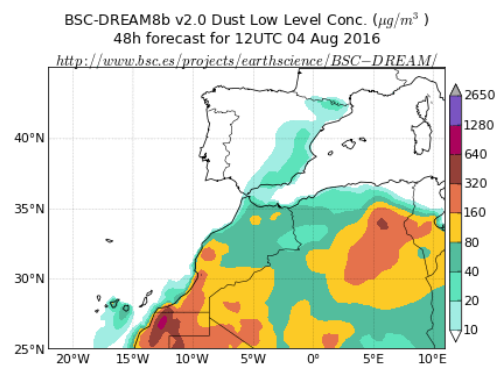 BSC-DREAM8b v2.0 Dust Low Level Conc. (μg/m³ )
48h forecast for 12UTC 04 Aug 2016
http://www.bsc.es/projects/earthscience/BSC−DREAM/
2650
1280
640
320
160
80
40
20
10
40°N
35°N
30°N
25°N
20°W
15°W
10°W
5°W
0°
5°E
10°E